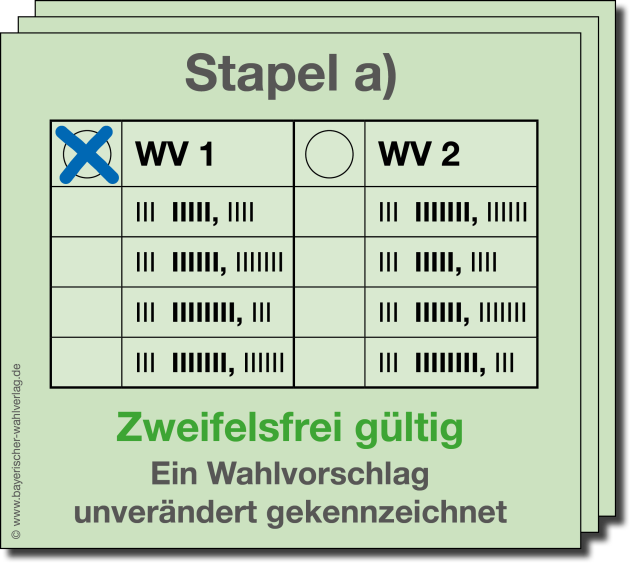 Stapel a)
WV 1 WV 2
Zweifelsfrei gültig
Ein Wahlvorschlag
unverändert gekennzeichnet
© www.bayerischer-wahlverlag.de